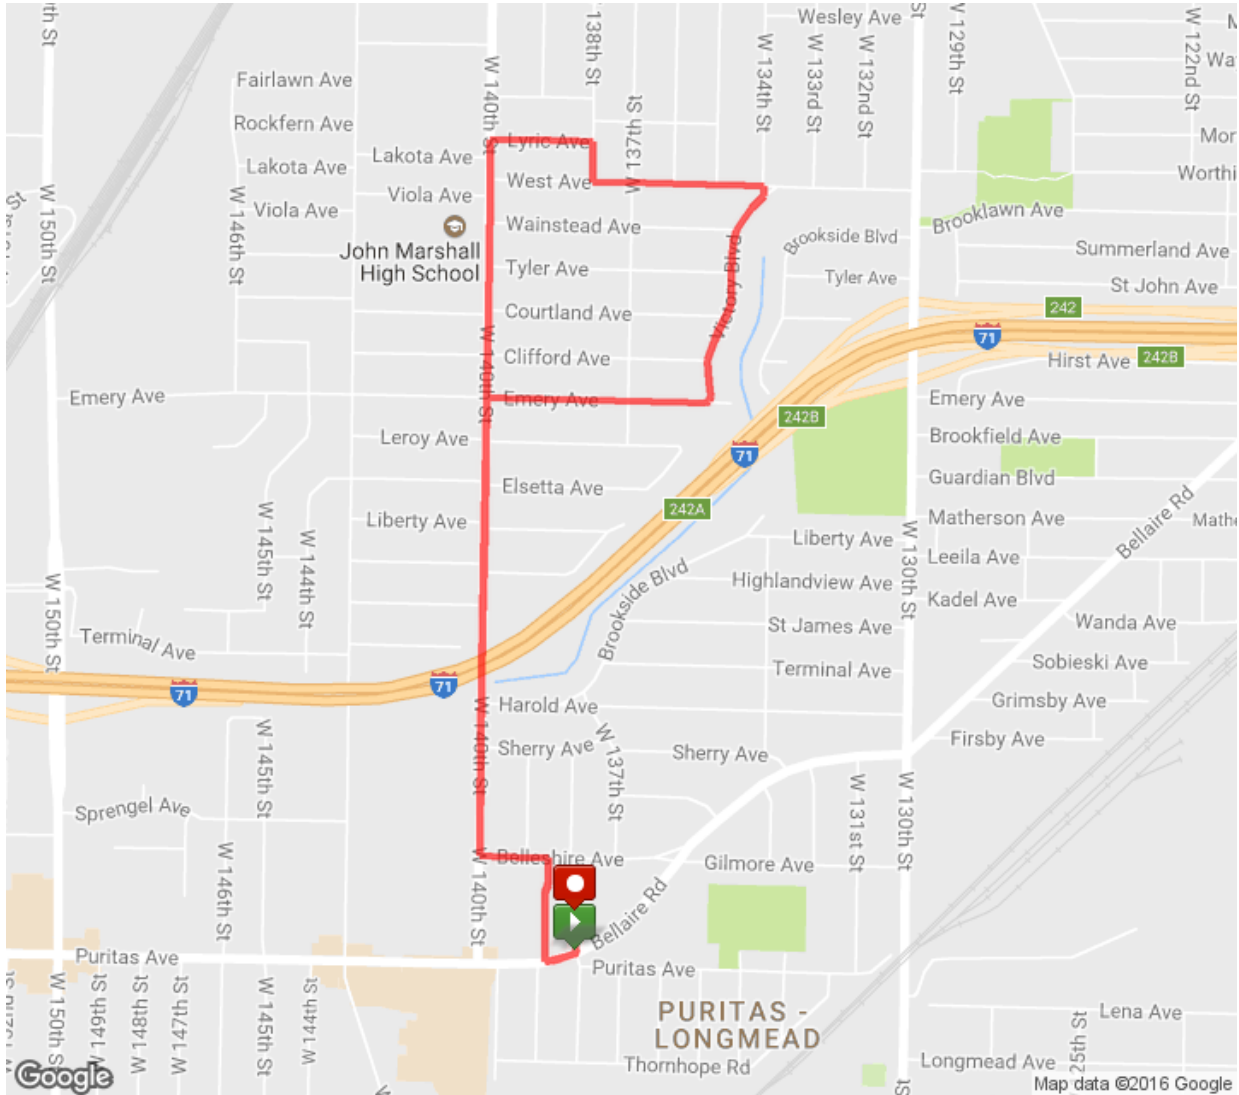 Wesley Ave
W 129th St
W 122nd St
138th St
W 134th St
W 133rd St
W 132nd St
Fairlawn Ave
W 140th St
W 137th St
Rockfern Ave
Lyric Ave
Lakota Ave
Lakota Ave
Worthi
West Ave
Viola Ave
Viola Ave
W 150th St
W 146th St
Brooklawn Ave
Wainstead Ave
Brookside Blvd
John Marshall
High School
Summerland Ave
Tyler Ave
Tyler Ave
St John Ave
Victory Blvd
Courtland Ave
242
71
Clifford Ave
W 140th St
Hirst Ave
242B
Emery Ave
Emery Ave
Emery Ave
242B
Leroy Ave
Brookfield Ave
71
Guardian Blvd
Elsetta Ave
242A
Liberty Ave
Matherson Ave
Mathe
Bellaire Rd
W 145th St
W 144th St
Liberty Ave
W 130th St
Leeila Ave
Highlandview Ave
Brookside Blvd
Kadel Ave
W 150th St
St James Ave
Wanda Ave
Terminal Ave
Terminal Ave
Sobieski Ave
71
71
Grimsby Ave
Harold Ave
W 140th St
Firsby Ave
Sherry Ave
Sherry Ave
W 145th St
W 137th St
Sprengel Ave
W 131st St
W 130th St
Belleshire Ave
Gilmore Ave
W 146th St
W 140th St
Bellaire Rd
Puritas Ave
Puritas Ave
W 150th St
W 149th St
W 148th St
W 147th St
W 145th St
W 144th St
PURITAS -
LONGMEAD
Lena Ave
125th St
Thornhope Rd
Longmead Ave
Google
Map data ©2016 Google